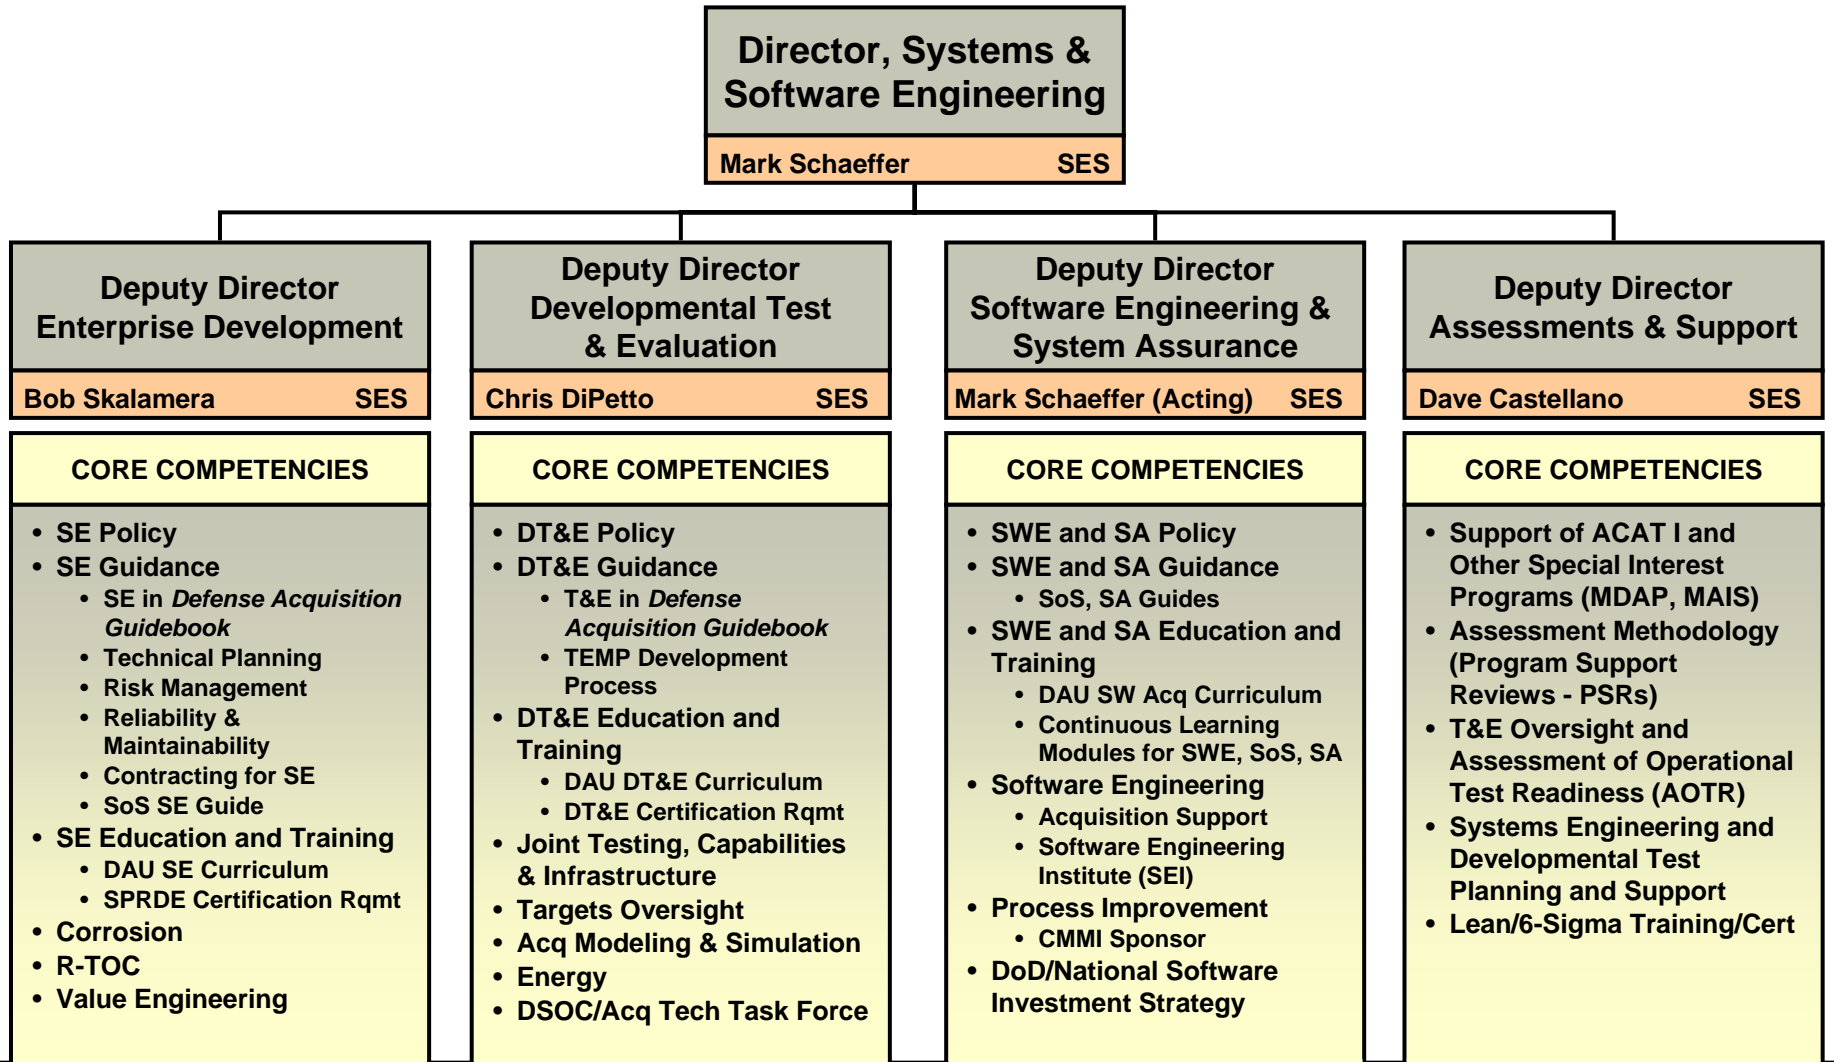 Director, Systems &
Software Engineering
Mark Schaeffer SES
Deputy Director
Enterprise Development
Bob Skalamera SES
CORE COMPETENCIES
• SE Policy
• SE Guidance
• SE in Defense Acquisition
Guidebook
• Technical Planning
• Risk Management
• Reliability &
Maintainability
• Contracting for SE
• SoS SE Guide
• SE Education and Training
• DAU SE Curriculum
• SPRDE Certification Rqmt
• Corrosion
• R-TOC
• Value Engineering
Deputy Director
Developmental Test
& Evaluation
Chris DiPetto SES
CORE COMPETENCIES
• DT&E Policy
• DT&E Guidance
• T&E in Defense
Acquisition Guidebook
• TEMP Development
Process
• DT&E Education and
Training
• DAU DT&E Curriculum
• DT&E Certification Rqmt
• Joint Testing, Capabilities
& Infrastructure
• Targets Oversight
• Acq Modeling & Simulation
• Energy
• DSOC/Acq Tech Task Force
Deputy Director
Software Engineering &
System Assurance
Mark Schaeffer (Acting) SES
CORE COMPETENCIES
• SWE and SA Policy
• SWE and SA Guidance
• SoS, SA Guides
• SWE and SA Education and
Training
• DAU SW Acq Curriculum
• Continuous Learning
Modules for SWE, SoS, SA
• Software Engineering
• Acquisition Support
• Software Engineering
Institute (SEI)
• Process Improvement
• CMMI Sponsor
• DoD/National Software
Investment Strategy
Deputy Director
Assessments & Support
Dave Castellano SES
CORE COMPETENCIES
• Support of ACAT I and
Other Special Interest
Programs (MDAP, MAIS)
• Assessment Methodology
(Program Support
Reviews - PSRs)
• T&E Oversight and
Assessment of Operational
Test Readiness (AOTR)
• Systems Engineering and
Developmental Test
Planning and Support
• Lean/6-Sigma Training/Cert